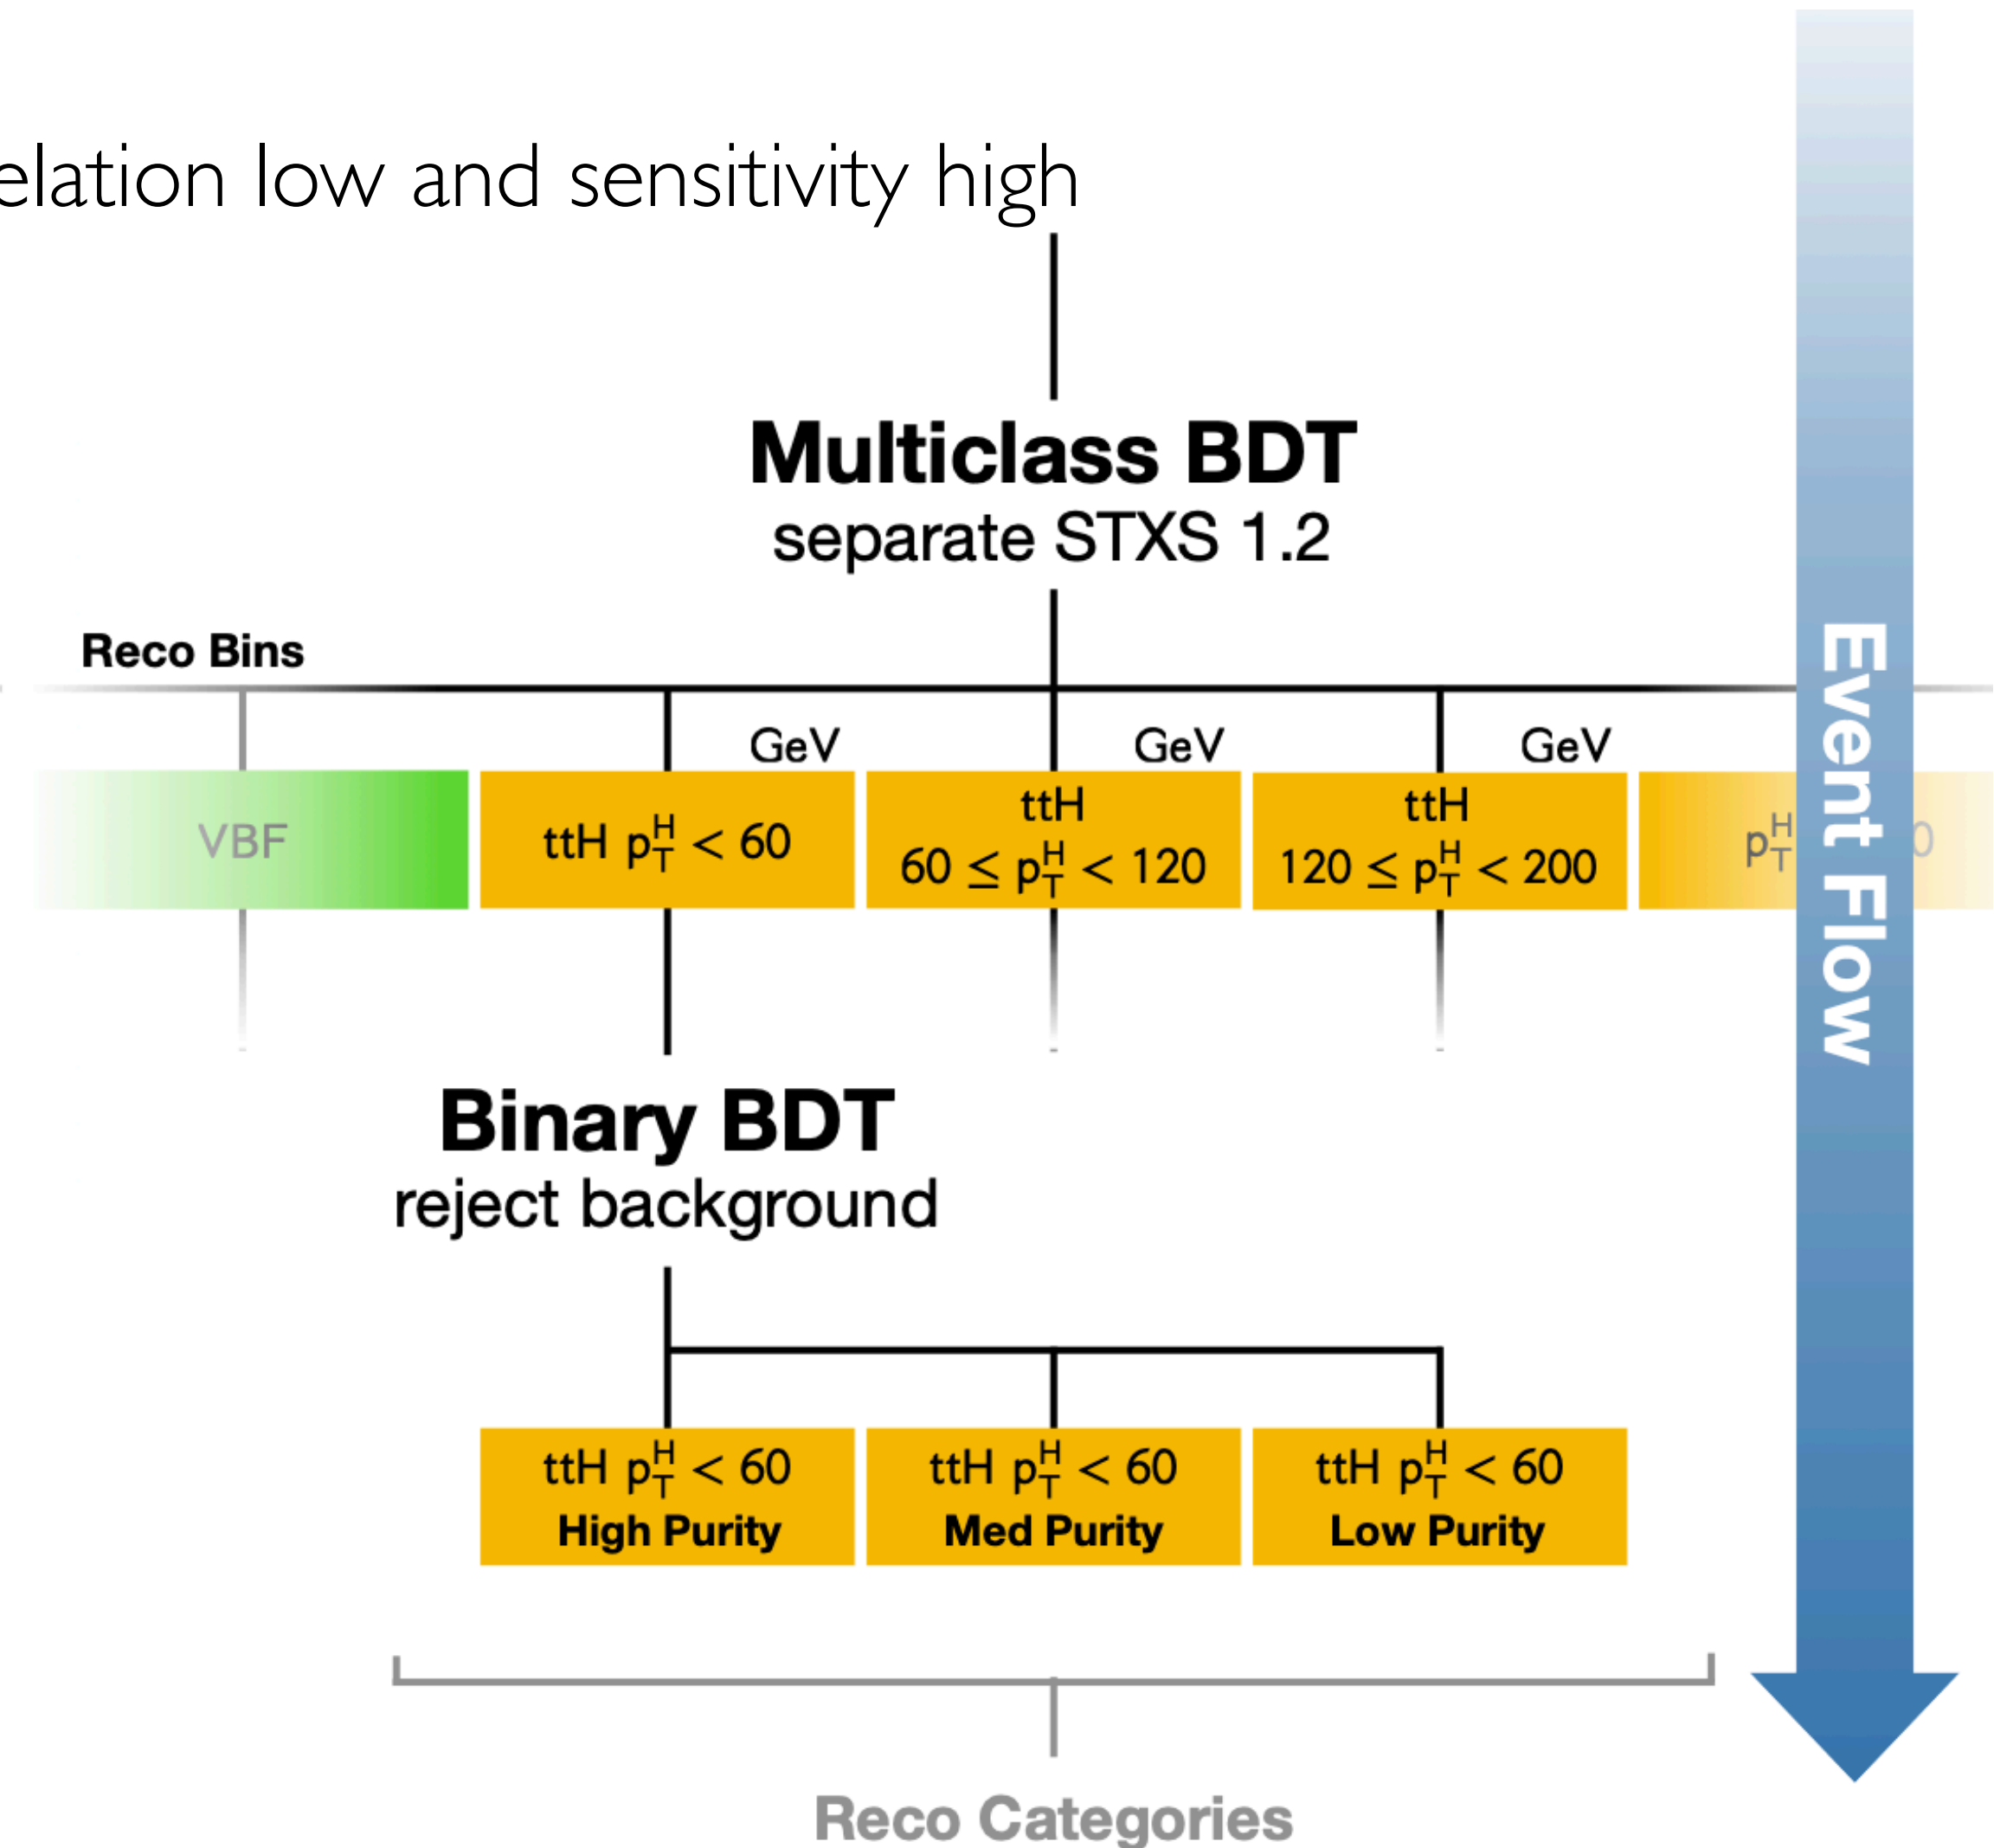 elation low and sensitivity high
Multiclass BDT
separate STXS 1.2
Reco Bins
GeV GeV GeV
VBF
ttH p_T^H < 60
ttH
60 ≤ p_T^H < 120
ttH
120 ≤ p_T^H < 200
p_T^H 0
Event Flow
Binary BDT
reject background
ttH p_T^H < 60
High Purity
ttH p_T^H < 60
Med Purity
ttH p_T^H < 60
Low Purity
Reco Categories